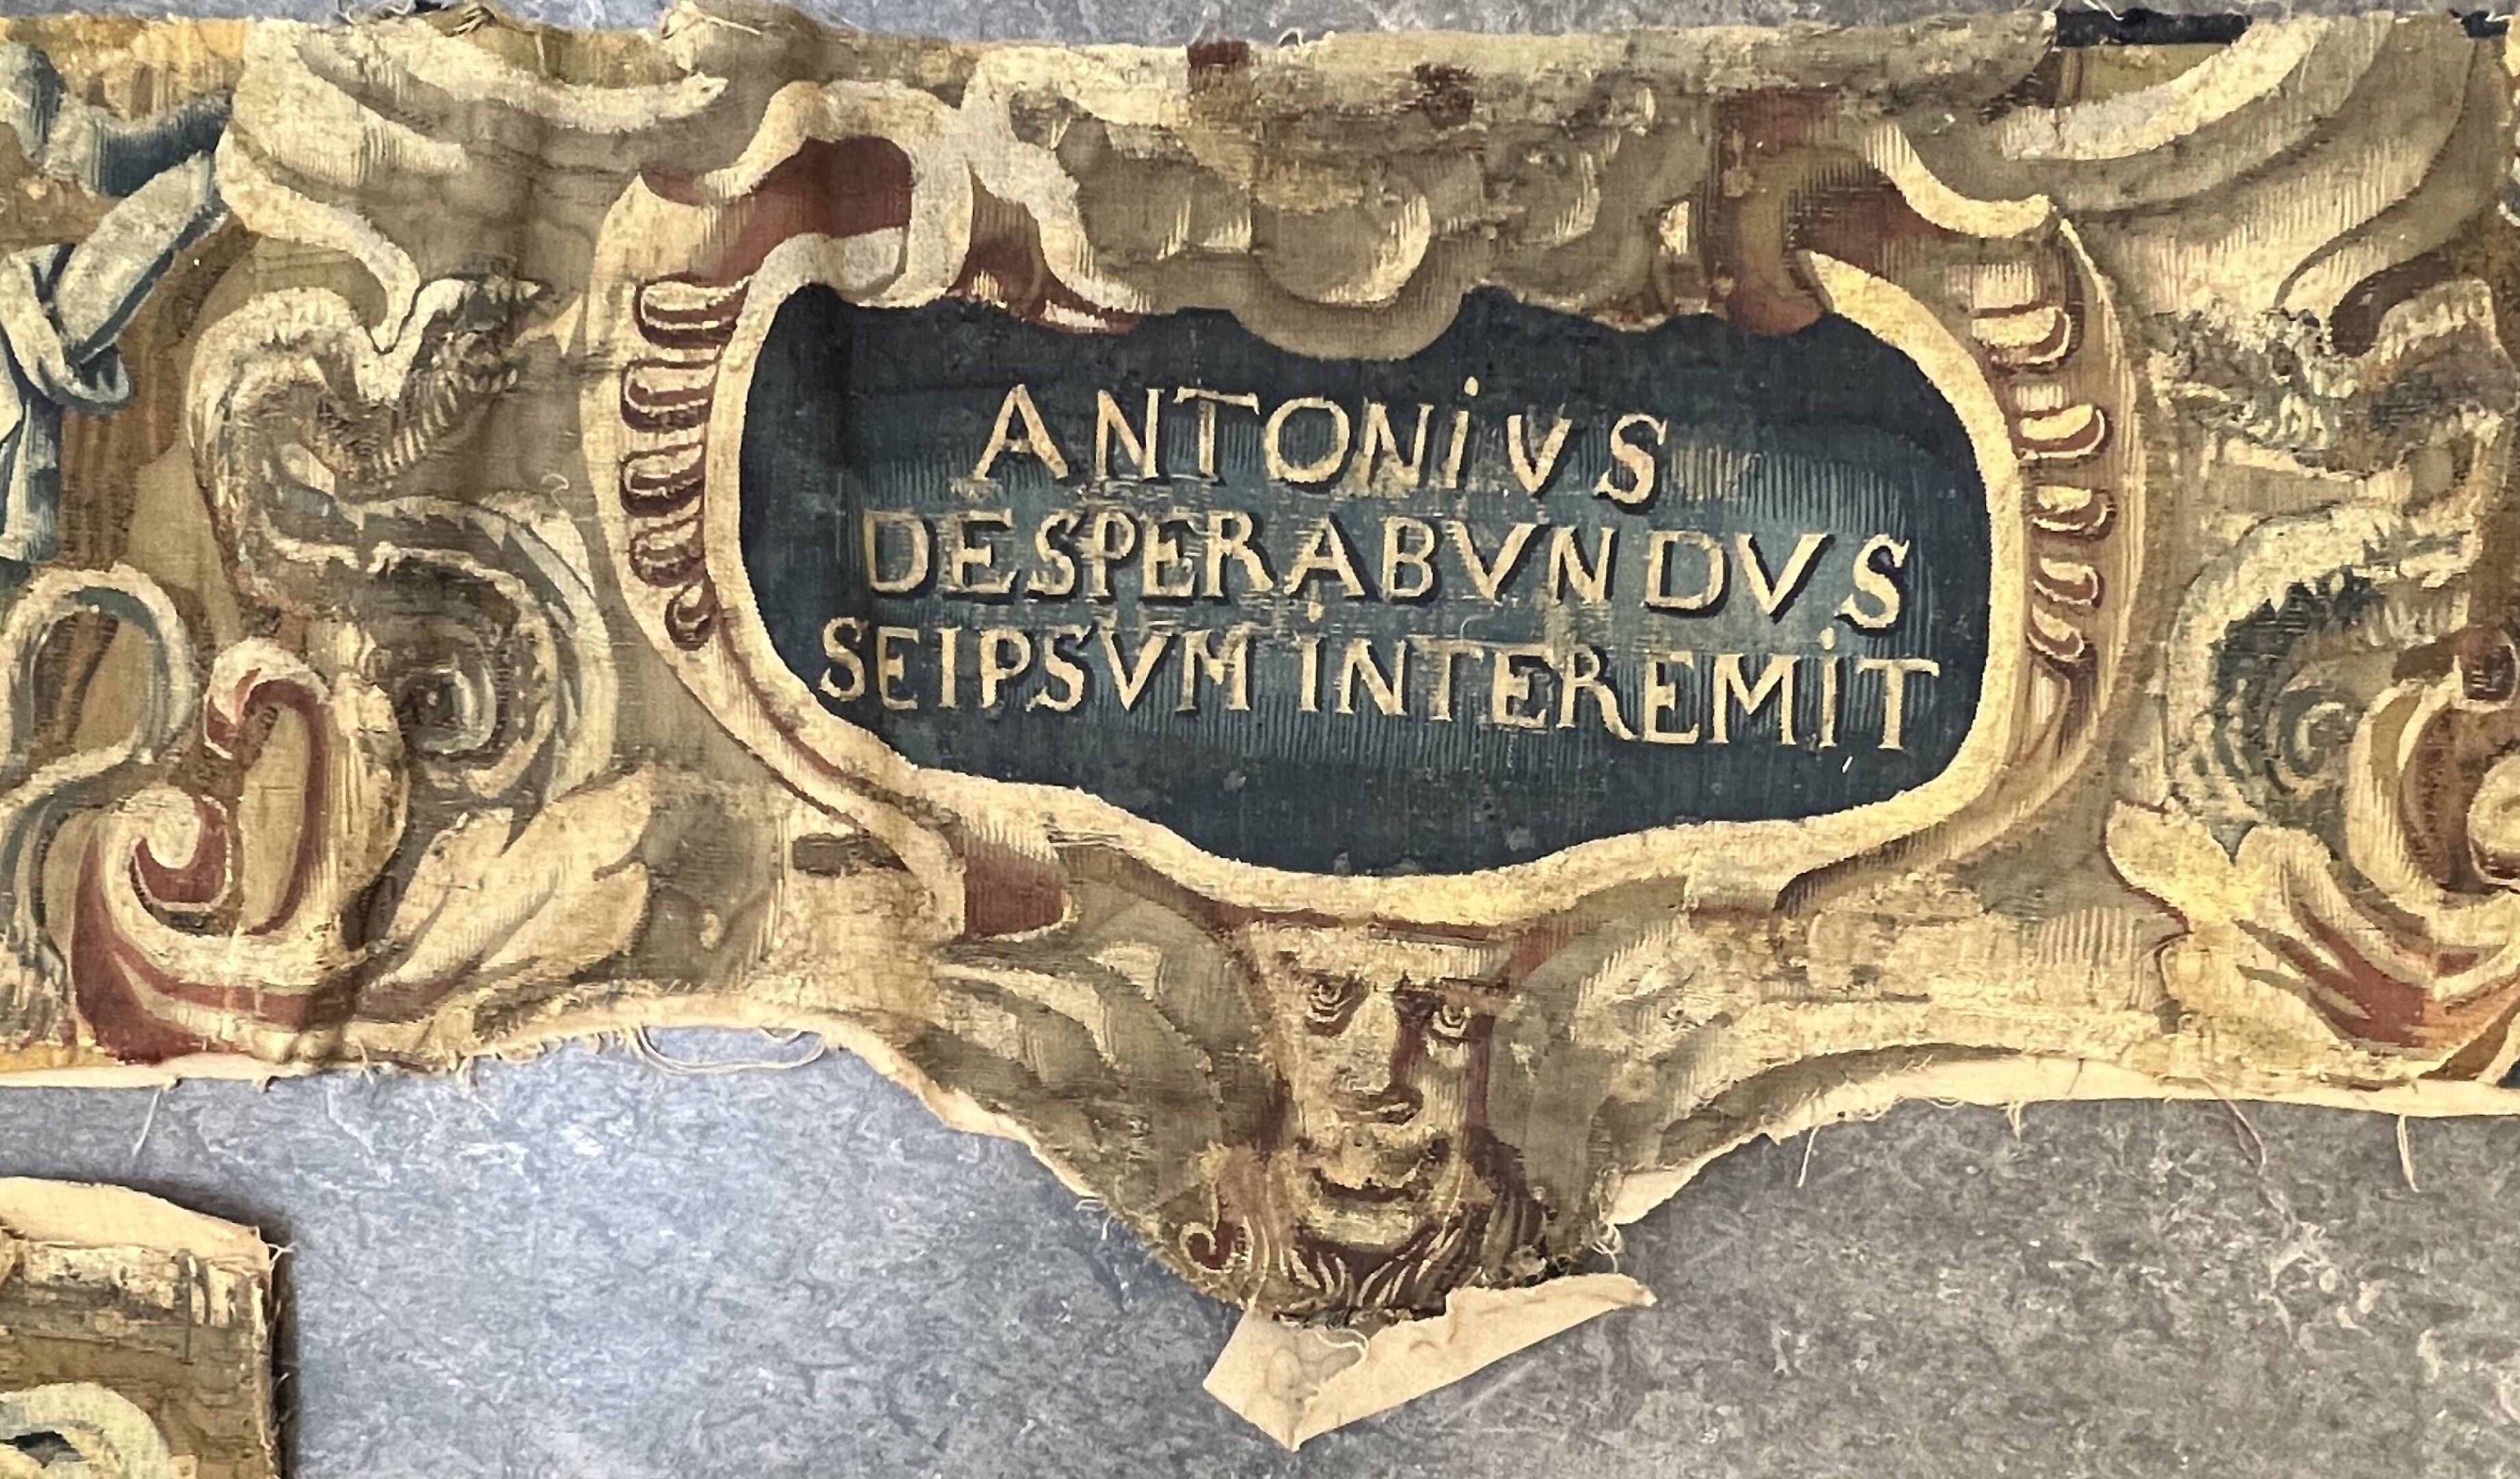 ANTONiVS
DESPERABVNDVS
SEIPSVM iNTEREMiT